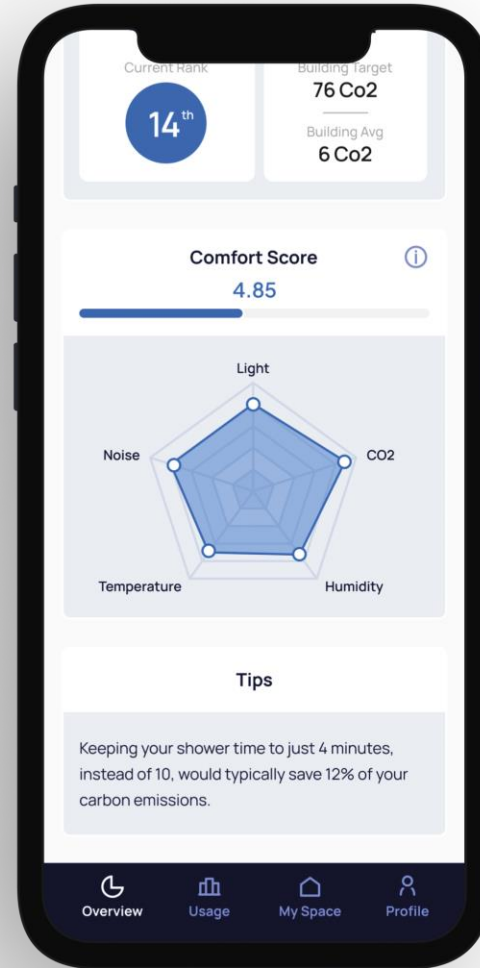 Current Rank
14th
Building Target
76 Co2
Building Avg
6 Co2
Comfort Score
4.85
Light
Noise
CO2
Temperature
Humidity
Tips
Keeping your shower time to just 4 minutes,
instead of 10, would typically save 12% of your
carbon emissions.
Overview
Usage
My Space
Profile